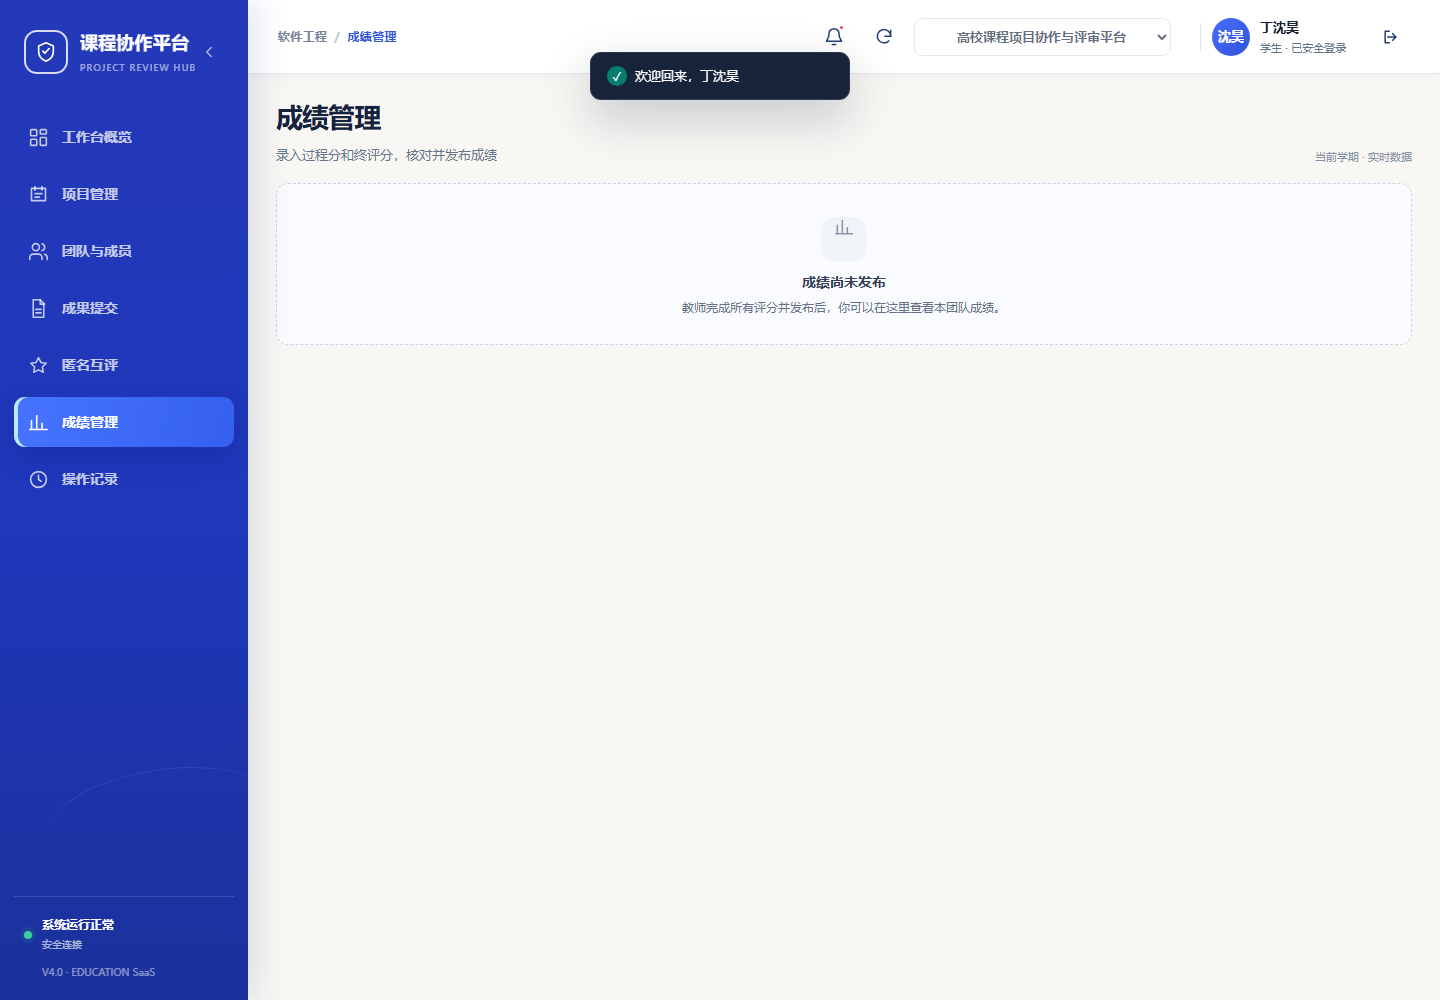 课程协作平台
PROJECT REVIEW HUB
工作台概览
项目管理
团队与成员
成果提交
匿名互评
成绩管理
操作记录
系统运行正常
安全连接
V4.0 · EDUCATION SaaS
软件工程 / 成绩管理
高校课程项目协作与评审平台
沈昊
丁沈昊
学生 · 已安全登录
欢迎回来，丁沈昊
成绩管理
录入过程分和终评分，核对并发布成绩
当前学期 · 实时数据
成绩尚未发布
教师完成所有评分并发布后，你可以在这里查看本团队成绩。